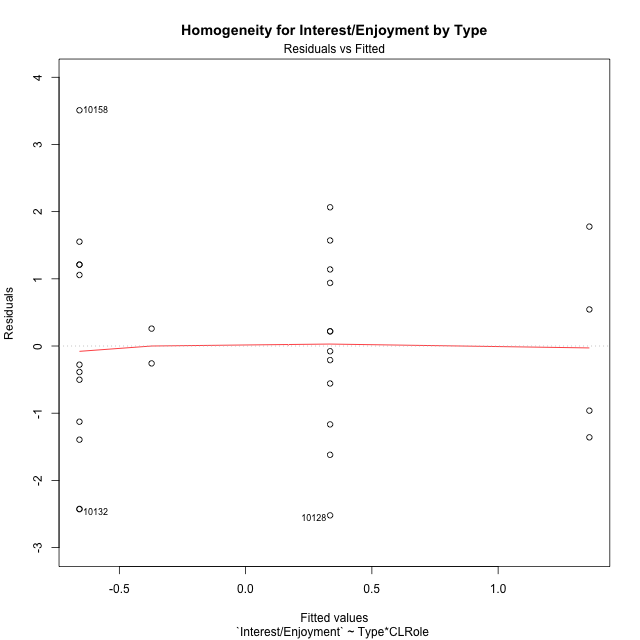 Homogeneity for Interest/Enjoyment by Type
Residuals vs Fitted
4
3
2
1
0
-1
-2
-3
Residuals
10158
10132
10128
-0.5 0.0 0.5 1.0
Fitted values
`Interest/Enjoyment` ~ Type*CLRole